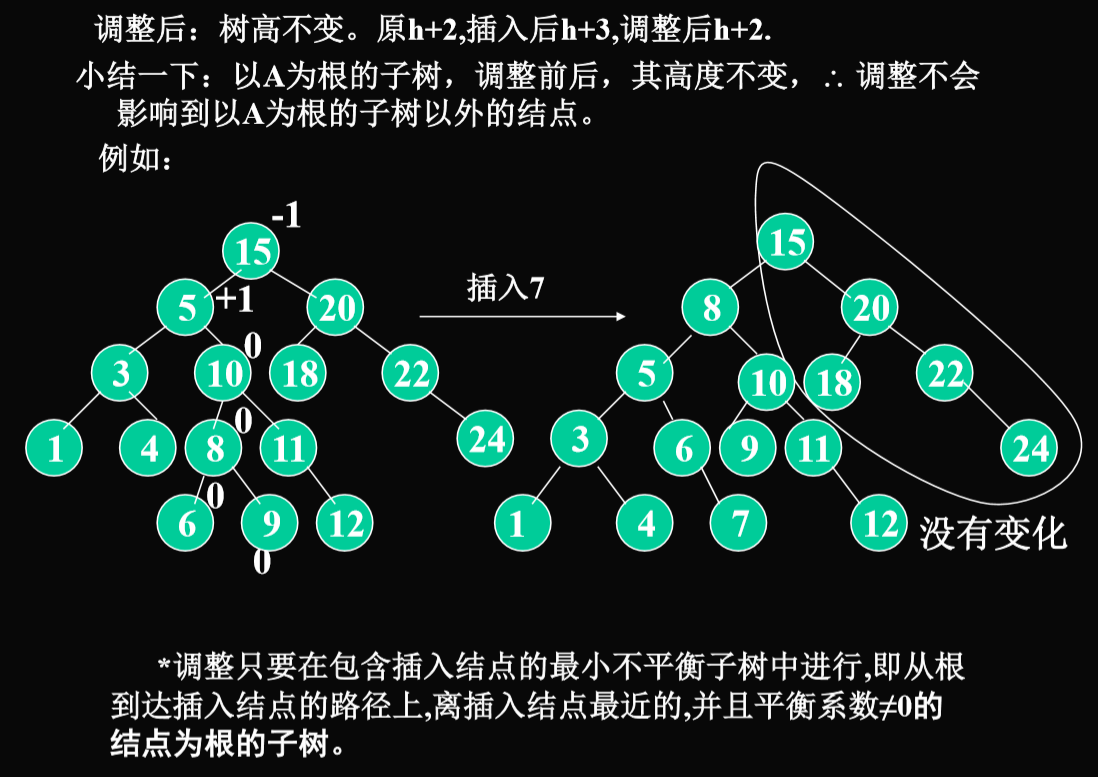 调整后：树高不变。原h+2,插入后h+3,调整后h+2.
小结一下：以A为根的子树，调整前后，其高度不变，∴ 调整不会
影响到以A为根的子树以外的结点。
例如：
-1
15
5 +1 20
0
3 10 18 22
0
1 4 8 11 24
0
6 9 12
0
插入7
15
8 20
5 10 18 22
3 6 9 11 24
1 4 7 12
没有变化
*调整只要在包含插入结点的最小不平衡子树中进行,即从根
到达插入结点的路径上,离插入结点最近的,并且平衡系数≠0的
结点为根的子树。